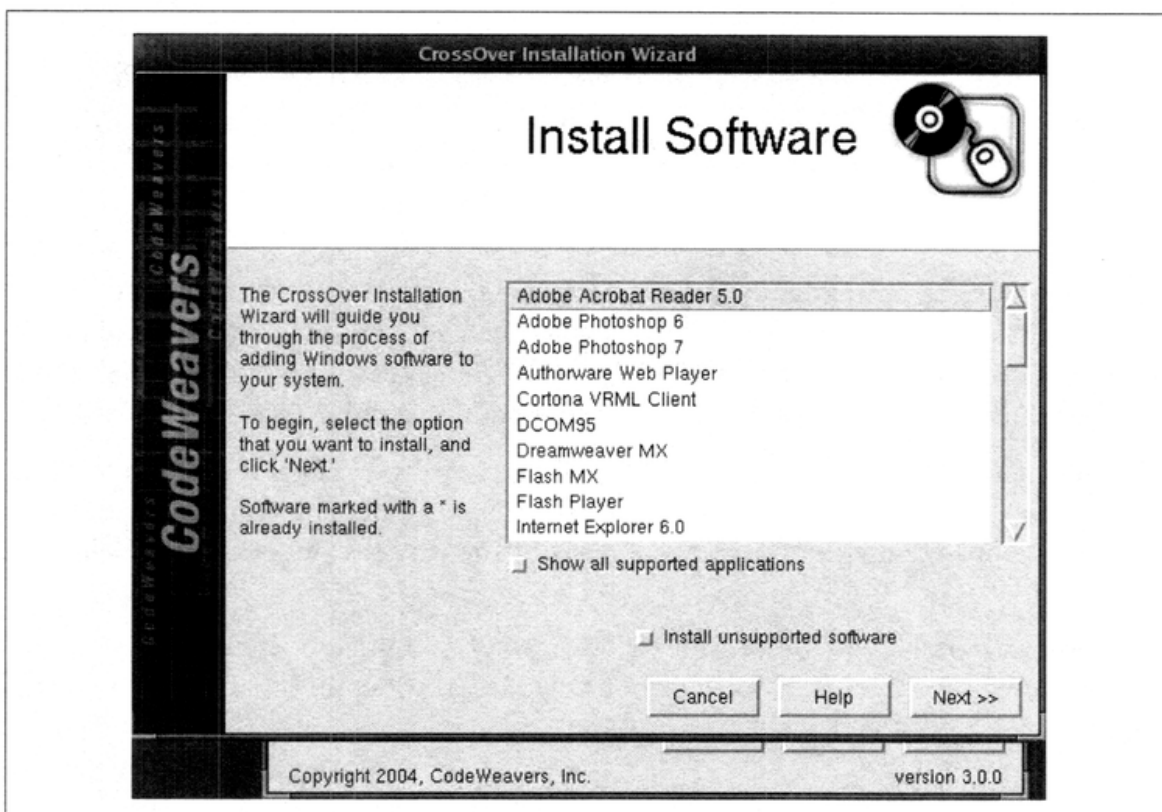 CrossOver Installation Wizard
Install Software
CodeWeavers
CodeWeavers
CodeWeavers
CodeWeavers
The CrossOver Installation
Wizard will guide you
through the process of
adding Windows software to
your system.
To begin, select the option
that you want to install, and
click 'Next.'
Software marked with a * is
already installed.
Adobe Acrobat Reader 5.0
Adobe Photoshop 6
Adobe Photoshop 7
Authorware Web Player
Cortona VRML Client
DCOM95
Dreamweaver MX
Flash MX
Flash Player
Internet Explorer 6.0
Show all supported applications
Install unsupported software
Cancel
Help
Next >>
Copyright 2004, CodeWeavers, Inc.
version 3.0.0